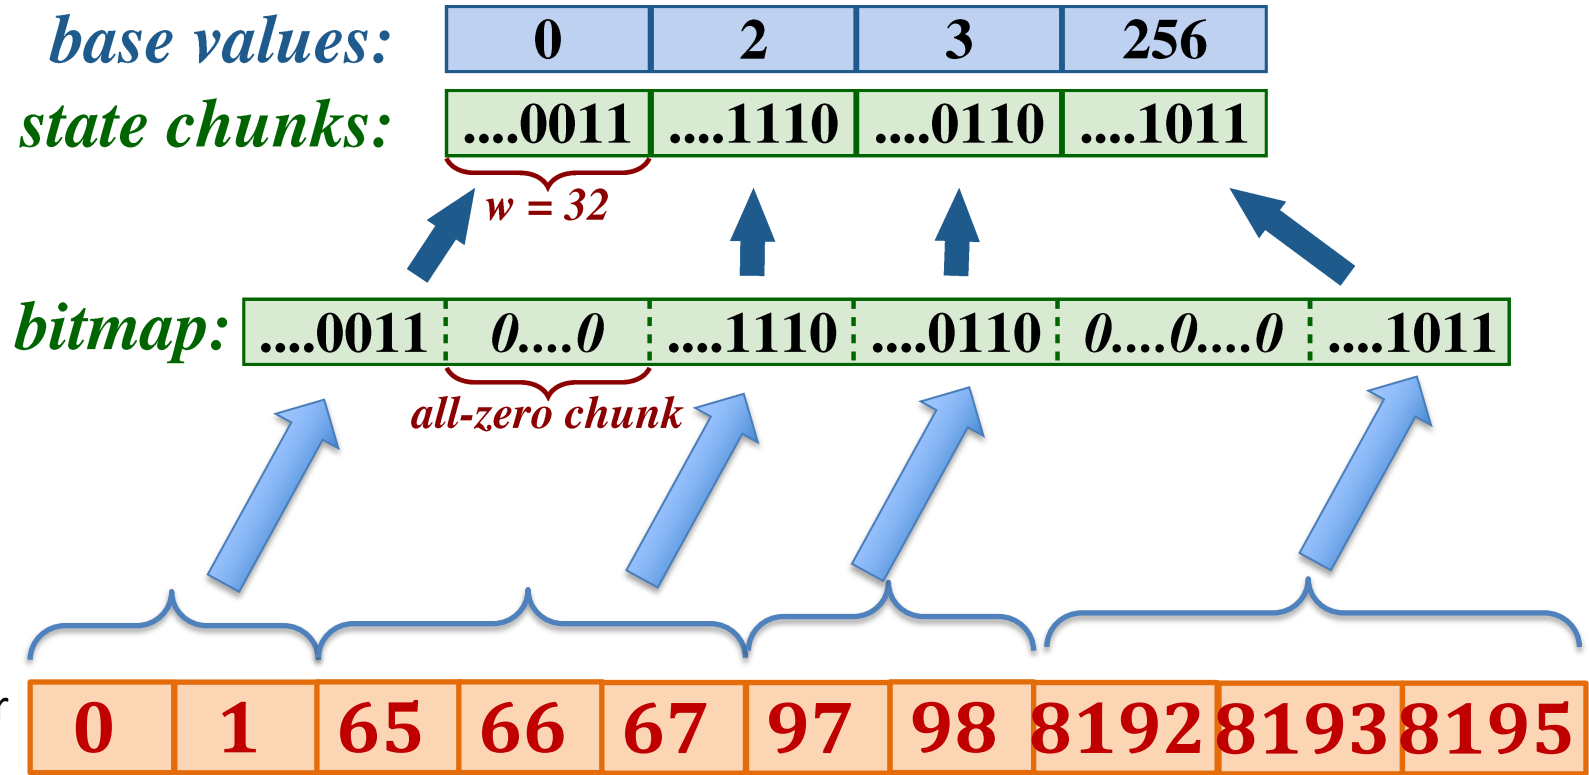 base values: 0 2 3 256
state chunks: ....0011 ....1110 ....0110 ....1011
w = 32
bitmap: ....0011 0....0 ....1110 ....0110 0....0....0 ....1011
all-zero chunk
r 0 1 65 66 67 97 98 8192 8193 8195